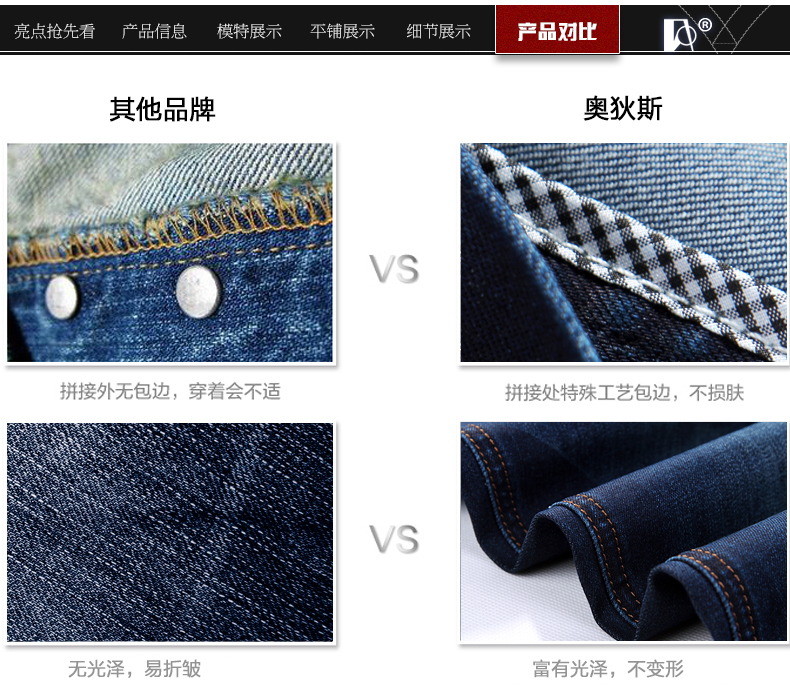 亮点抢先看 产品信息 模特展示 平铺展示 细节展示 产品对比 ®
其他品牌 奥狄斯
VS
拼接外无包边，穿着会不适 拼接处特殊工艺包边，不损肤
VS
无光泽，易折皱 富有光泽，不变形